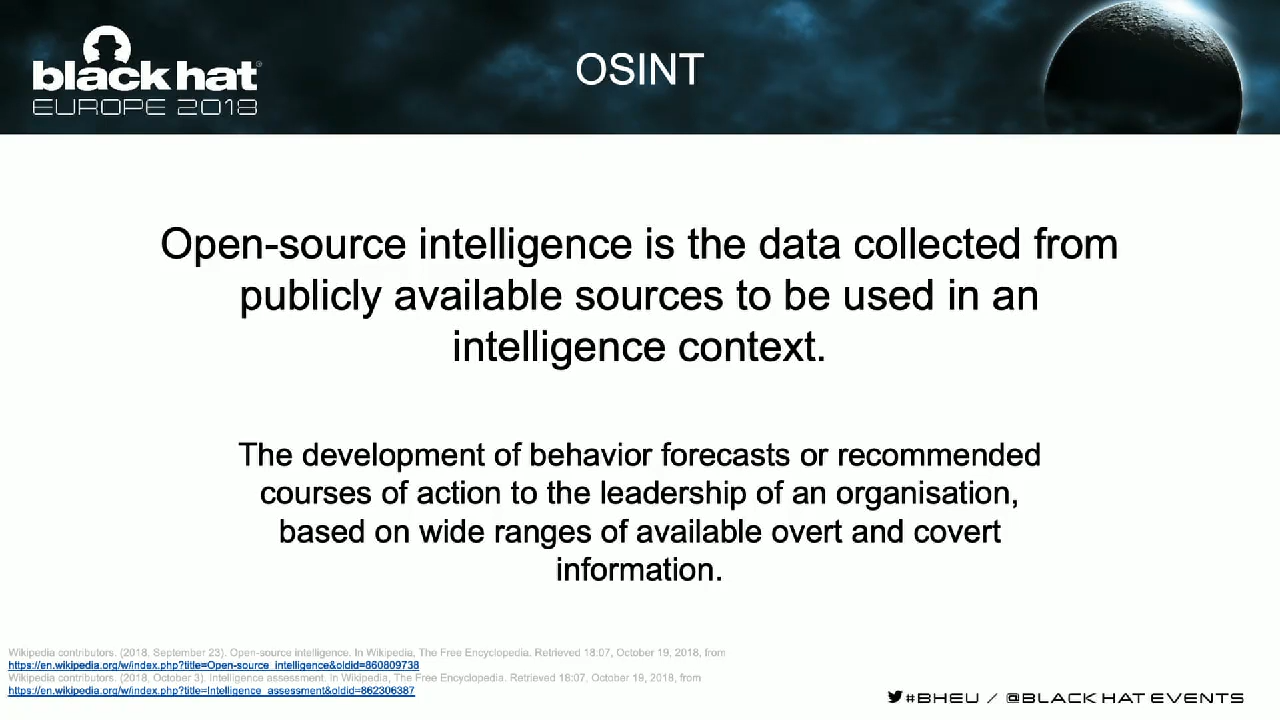 black hat®
EUROPE 2018
OSINT
Open-source intelligence is the data collected from
publicly available sources to be used in an
intelligence context.
The development of behavior forecasts or recommended
courses of action to the leadership of an organisation,
based on wide ranges of available overt and covert
information.
Wikipedia contributors. (2018, September 23). Open-source intelligence. In Wikipedia, The Free Encyclopedia. Retrieved 18:07, October 19, 2018, from
https://en.wikipedia.org/w/index.php?title=Open-source_intelligence&oldid=860809738
Wikipedia contributors. (2018, October 3). Intelligence assessment. In Wikipedia, The Free Encyclopedia. Retrieved 18:07, October 19, 2018, from
https://en.wikipedia.org/w/index.php?title=Intelligence_assessment&oldid=862306387
#BHEU / @BLACK HAT EVENTS